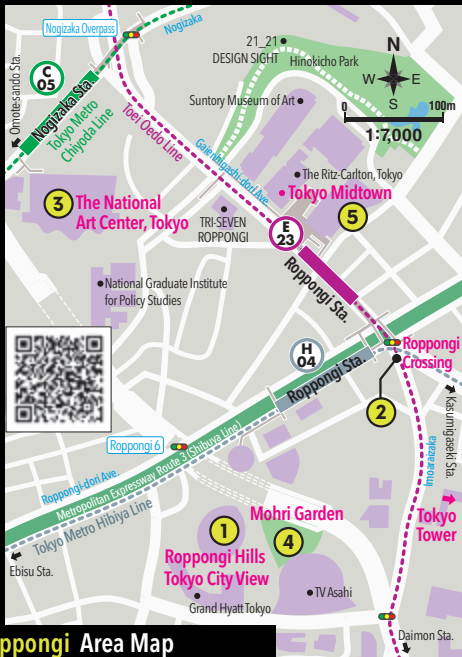 Nogizaka Overpass
Nogizaka
21_21
DESIGN SIGHT
Hinokicho Park
N
W
E
S
0
100m
1:7,000
C
05
Omote-sando Sta.
Nogizaka Sta.
Tokyo Metro
Chiyoda Line
Toei Oedo Line
Suntory Museum of Art
Gaienhigashi-dori Ave.
The Ritz-Carlton, Tokyo
Tokyo Midtown
5
3
The National
Art Center, Tokyo
TRI-SEVEN
ROPPONGI
E
23
Roppongi Sta.
National Graduate Institute
for Policy Studies
H
04
Roppongi Sta.
Roppongi
Crossing
2
Kasumigaseki Sta.
Imoaraizaka
Roppongi 6
Roppongi-dori Ave.
Metropolitan Expressway Route 3 (Shibuya Line)
Tokyo Metro Hibiya Line
Ebisu Sta.
Tokyo
Tower
Mohri Garden
1
4
Roppongi Hills
Tokyo City View
Grand Hyatt Tokyo
TV Asahi
Daimon Sta.
ppongi Area Map